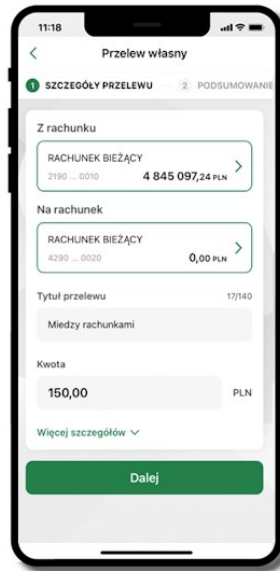 11:18
Przelew własny
1 SZCZEGÓŁY PRZELEWU 2 PODSUMOWANIE
Z rachunku
RACHUNEK BIEŻĄCY
2190 ... 0010 4 845 097,24 PLN
Na rachunek
RACHUNEK BIEŻĄCY
4290 ... 0020 0,00 PLN
Tytuł przelewu 17/140
Miedzy rachunkami
Kwota
150,00 PLN
Więcej szczegółów
Dalej